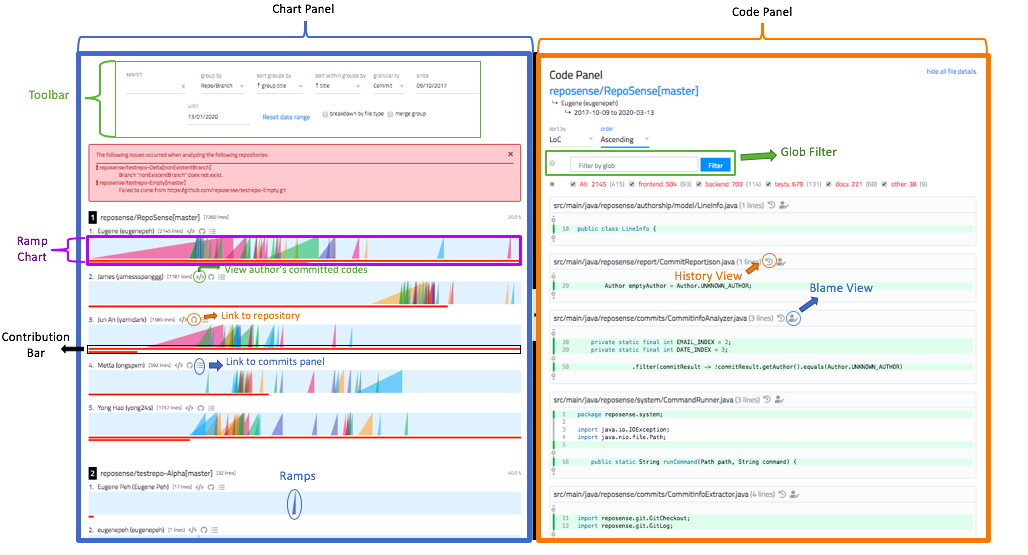 Chart Panel
Code Panel
Toolbar
search
x
group by
Repo/Branch
sort groups by
↑ group title
sort within groups by
↑ title
granularity
Commit
since
09/10/2017
until
13/01/2020
Reset date range
breakdown by file type
merge group
The following issues occurred when analyzing the following repositories:
reposense/testrepo-Delta[nonExistentBranch]
Branch "nonExistentBranch" does not exist.
reposense/testrepo-Empty[master]
Failed to clone from https://github.com/reposense/testrepo-Empty.git.
1 reposense/RepoSense[master] [7260 lines]
1. Eugene (eugenepeh) [2145 lines]
Ramp
Chart
View author's committed codes
2. James (jamessspanggg) [1181 lines]
3. Jun An (yamidark) [1585 lines]
Link to repository
Contribution
Bar
4. Metta (ongspxm) [592 lines]
Link to commits panel
5. Yong Hao (yong24s) [1757 lines]
2 reposense/testrepo-Alpha[master] [32 lines]
1. Eugene Peh (Eugene Peh) [17 lines]
Ramps
2. eugenepeh (eugenepeh) [1 lines]
Code Panel
hide all file details
reposense/RepoSense[master]
Eugene (eugenepeh)
2017-10-09 to 2020-03-13
sort by
LoC
order
Ascending
Filter by glob
Filter
Glob Filter
All: 2145 (415) frontend: 504 (93) backend: 703 (114) tests: 679 (131) docs: 221 (68) other: 38 (9)
src/main/java/reposense/authorship/model/LineInfo.java (1 lines)
10 public class LineInfo {
src/main/java/reposense/report/CommitReportJson.java (1 lines)
History View
29 Author emptyAuthor = Author.UNKNOWN_AUTHOR;
Blame View
src/main/java/reposense/commits/CommitInfoAnalyzer.java (3 lines)
38 private static final int EMAIL_INDEX = 2;
39 private static final int DATE_INDEX = 3;
58 .filter(commitResult -> !commitResult.getAuthor().equals(Author.UNKNOWN_AUTHOR)
src/main/java/reposense/system/CommandRunner.java (3 lines)
1 package reposense.system;
2
3 import java.io.IOException;
4 import java.nio.file.Path;
5
16 public static String runCommand(Path path, String command) {
src/main/java/reposense/commits/CommitInfoExtractor.java (4 lines)
11 import reposense.git.GitCheckout;
12 import reposense.git.GitLog;